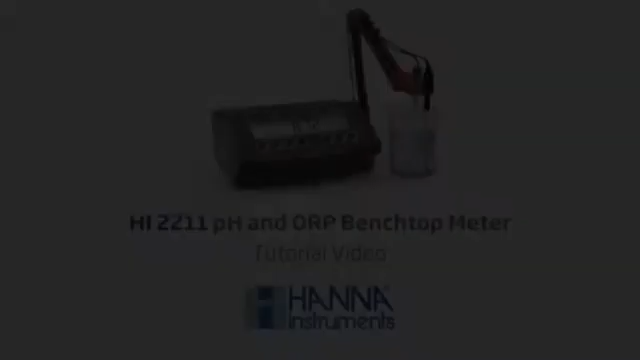 HI 2211 pH and ORP Benchtop Meter
Tutorial Video
HANNA
instruments